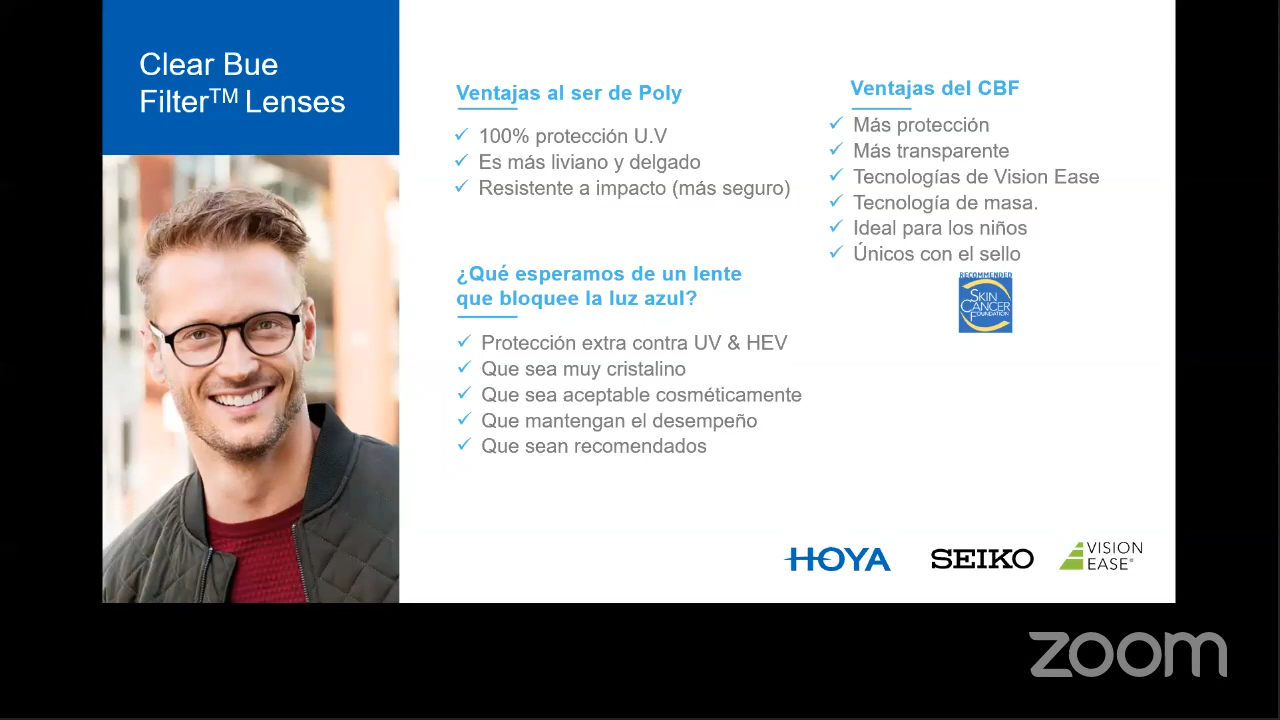 Clear Bue
Filter™ Lenses
Ventajas al ser de Poly
100% protección U.V
Es más liviano y delgado
Resistente a impacto (más seguro)
¿Qué esperamos de un lente
que bloquee la luz azul?
Protección extra contra UV & HEV
Que sea muy cristalino
Que sea aceptable cosméticamente
Que mantengan el desempeño
Que sean recomendados
Ventajas del CBF
Más protección
Más transparente
Tecnologías de Vision Ease
Tecnología de masa.
Ideal para los niños
Únicos con el sello
RECOMMENDED
SKIN
CANCER
FOUNDATION
HOYA
SEIKO
VISION
EASE®
zoom